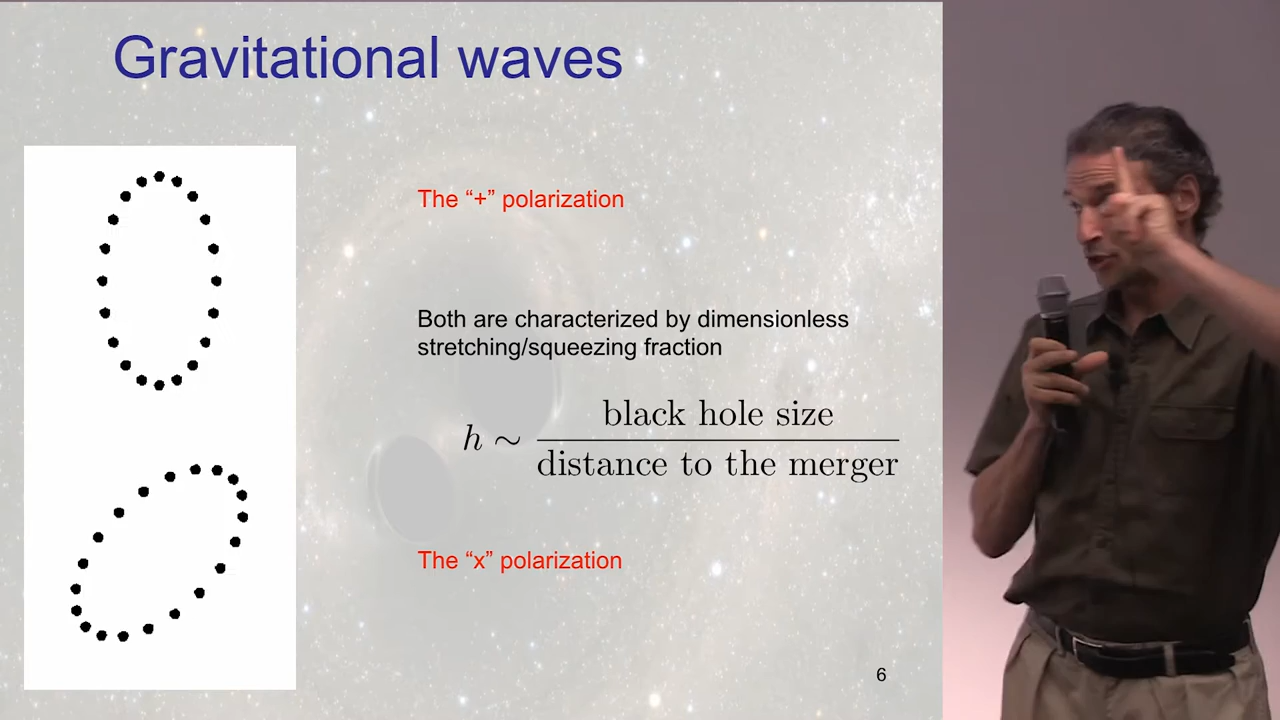 Gravitational waves
The “+” polarization
Both are characterized by dimensionless
stretching/squeezing fraction
h ∼ black hole size
distance to the merger
The “x” polarization
6